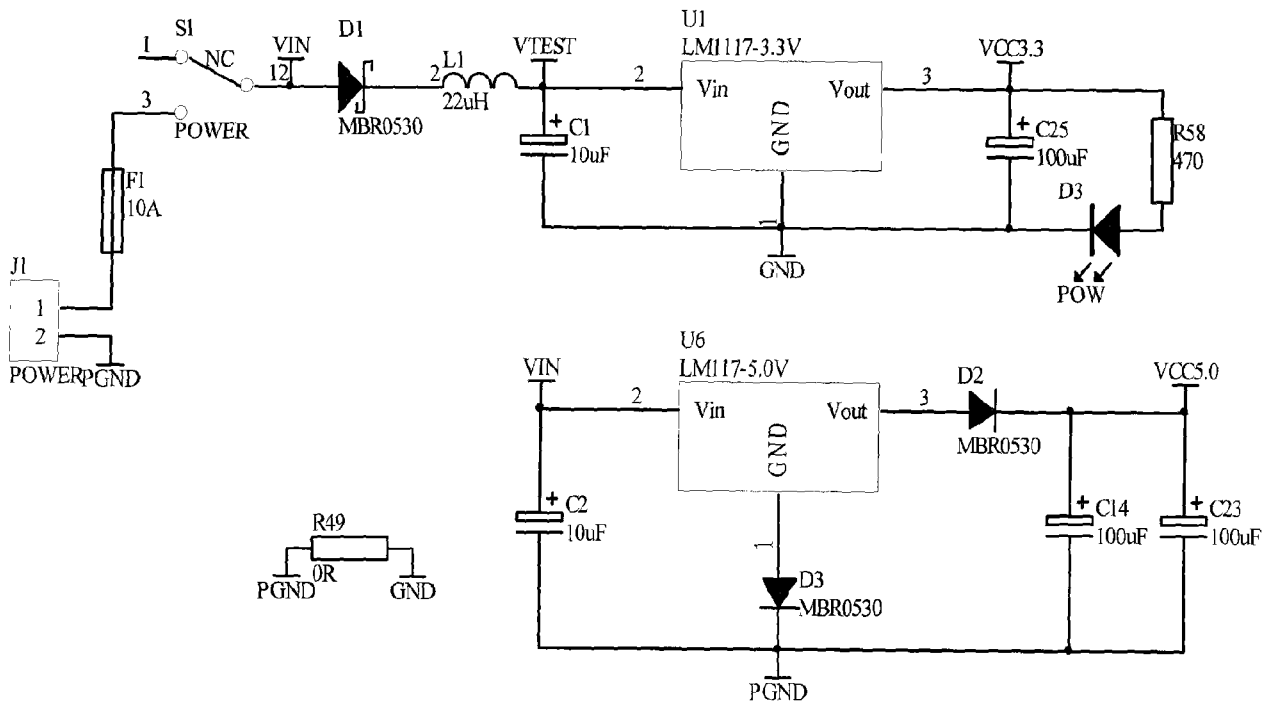 S1
1
NC
3
POWER
VIN
12
D1
MBR0530
2
L1
22uH
VTEST
+
C1
10uF
2
U1
LM1117-3.3V
Vin
Vout
GND
1
GND
3
VCC3.3
+
C25
100uF
R58
470
D3
POW
F1
10A
J1
1
2
POWER
PGND
VIN
2
U6
LM117-5.0V
Vin
Vout
GND
1
3
D2
MBR0530
VCC5.0
+
C2
10uF
+
C14
100uF
+
C23
100uF
D3
MBR0530
PGND
R49
0R
PGND
GND